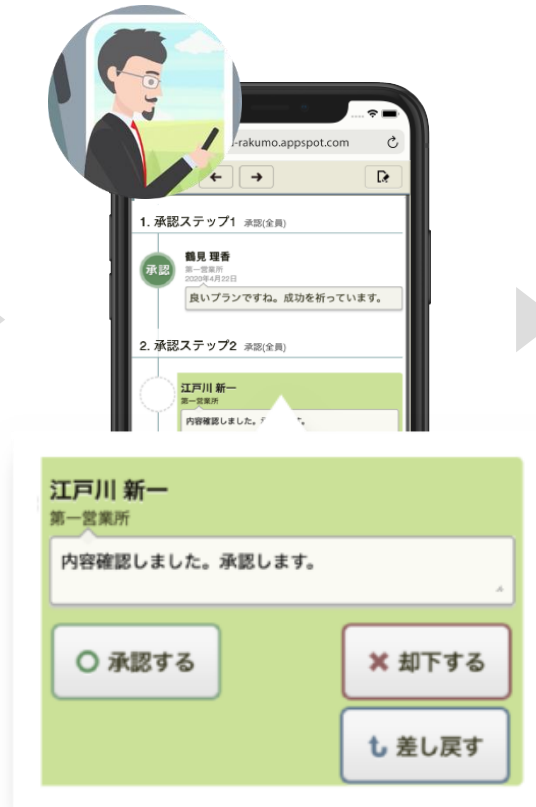 -rakumo.appspot.com
1. 承認ステップ1 承認(全員)
承認
鶴見 理香
第一営業所
2023年4月22日
良いプランですね。成功を祈っています。
2. 承認ステップ2 承認(全員)
江戸川 新一
第一営業所
内容確認しました。
江戸川 新一
第一営業所
内容確認しました。承認します。
承認する
却下する
差し戻す